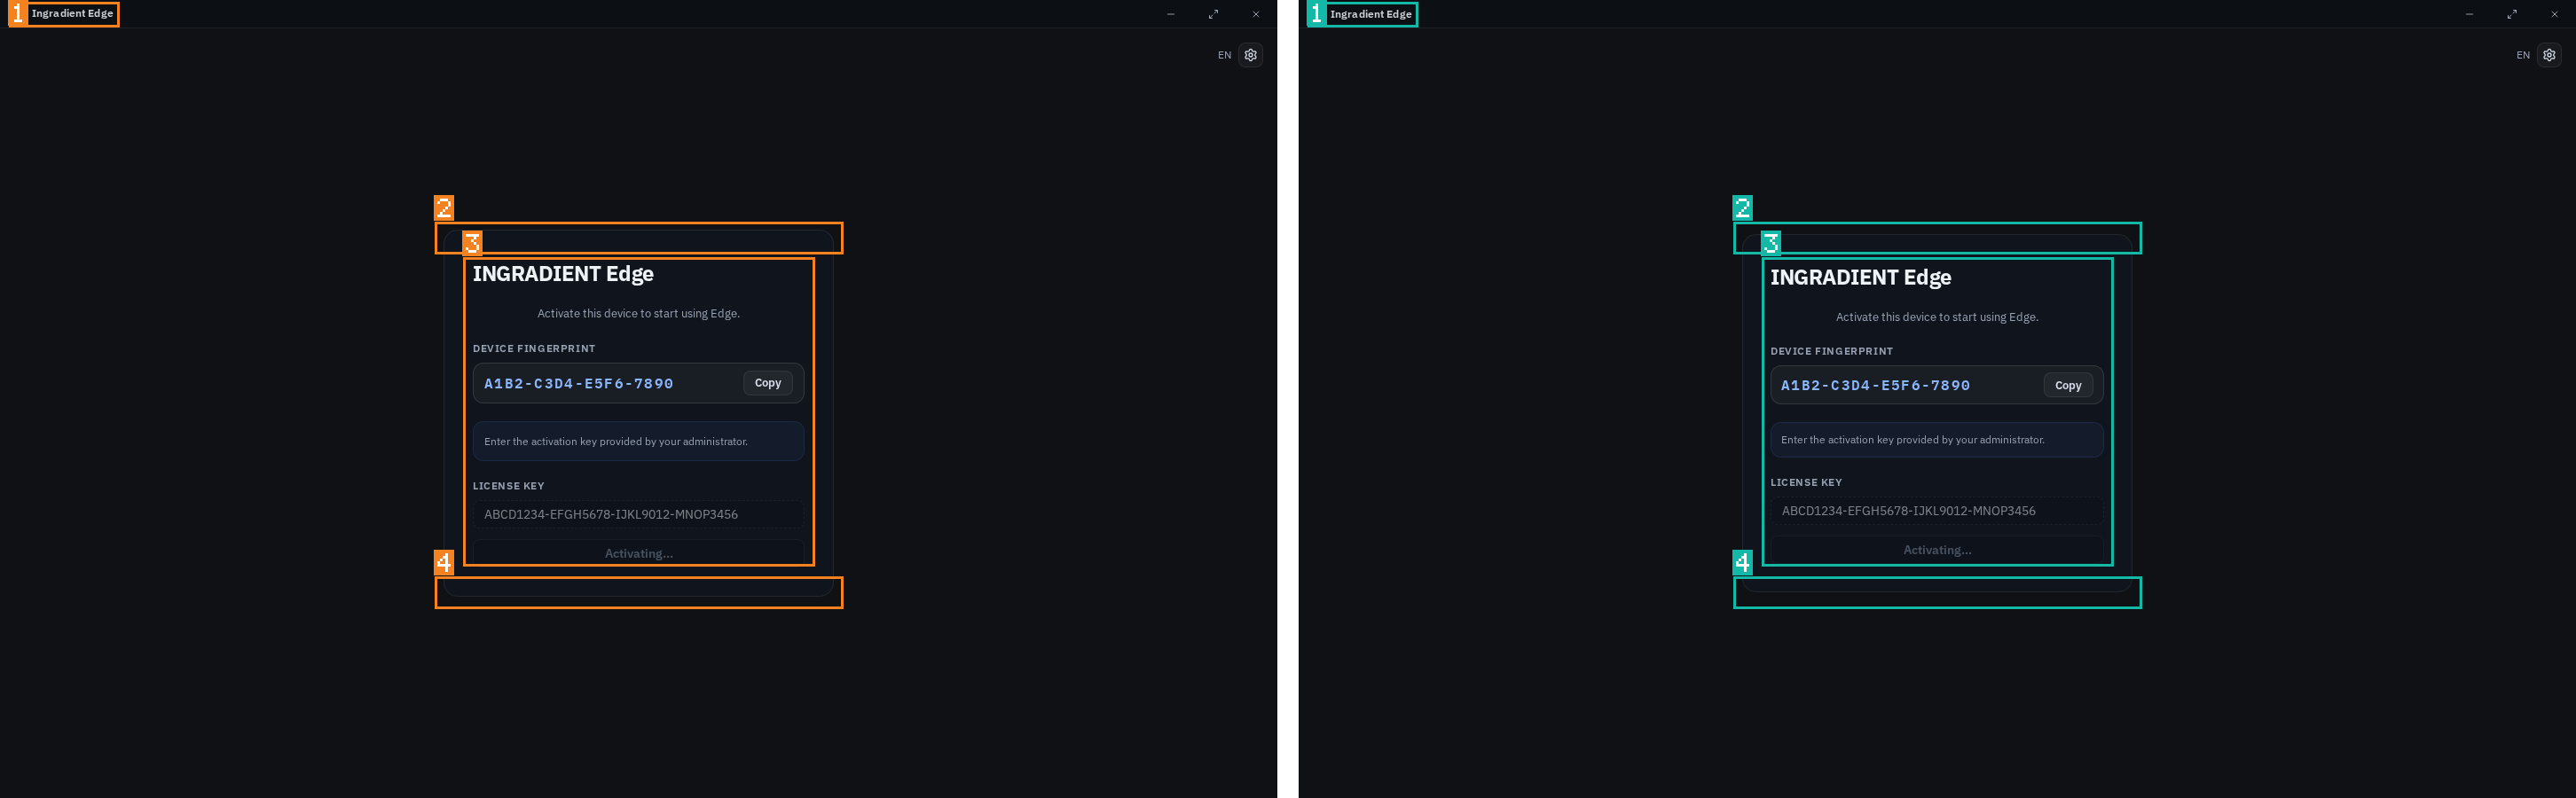 1 Ingradient Edge
EN
2
3
INGRADIENT Edge
Activate this device to start using Edge.
DEVICE FINGERPRINT
A1B2-C3D4-E5F6-7890 Copy
Enter the activation key provided by your administrator.
LICENSE KEY
ABCD1234-EFGH5678-IJKL9012-MNOP3456
Activating...
4
1 Ingradient Edge
EN
2
3
INGRADIENT Edge
Activate this device to start using Edge.
DEVICE FINGERPRINT
A1B2-C3D4-E5F6-7890 Copy
Enter the activation key provided by your administrator.
LICENSE KEY
ABCD1234-EFGH5678-IJKL9012-MNOP3456
Activating...
4